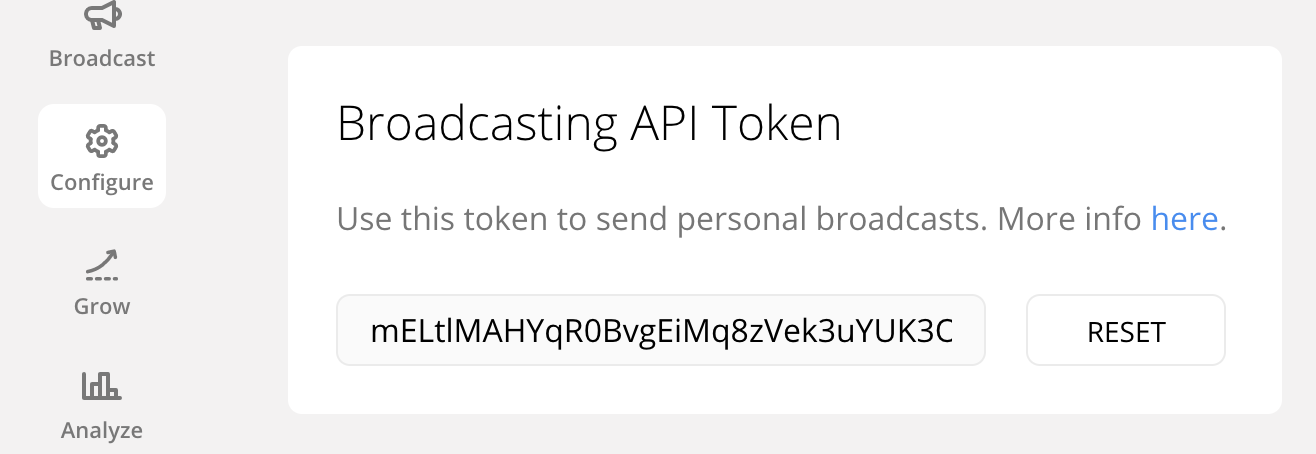 Broadcast
Configure
Grow
Analyze
Broadcasting API Token
Use this token to send personal broadcasts. More info here.
mELtlMAHYqR0BvgEiMq8zVek3uYUK3C
RESET